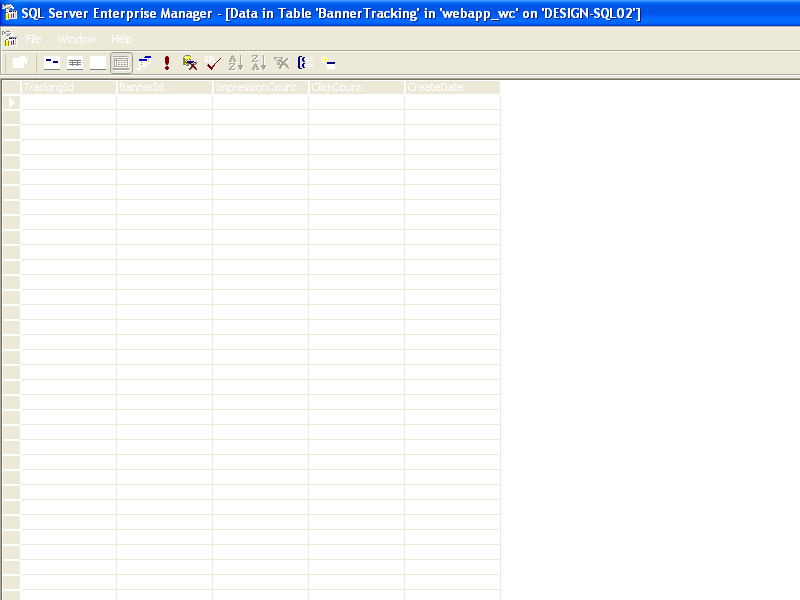 SQL Server Enterprise Manager - [Data in Table 'BannerTracking' in 'webapp_wc' on 'DESIGN-SQL02']
File Window Help
TrackingId BannerId ImpressionCount ClickCount CreateDate